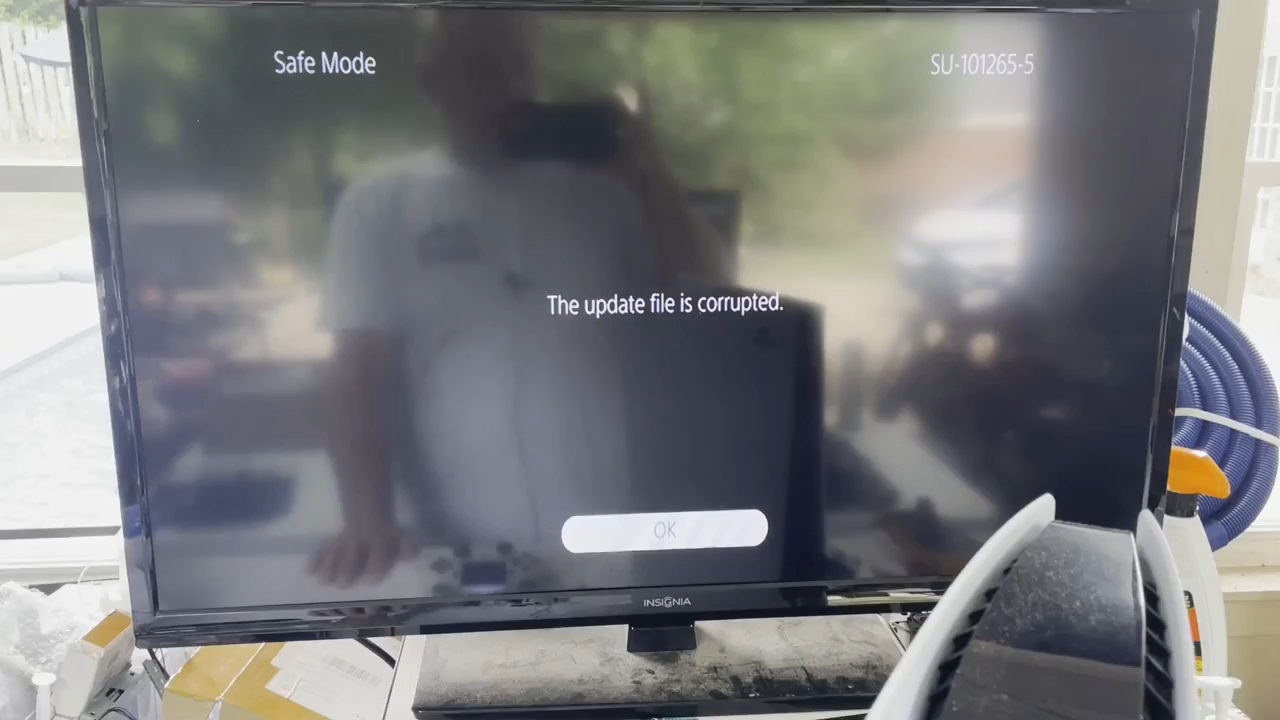 Safe Mode
SU-101265-5
The update file is corrupted.
OK
INSIGNIA